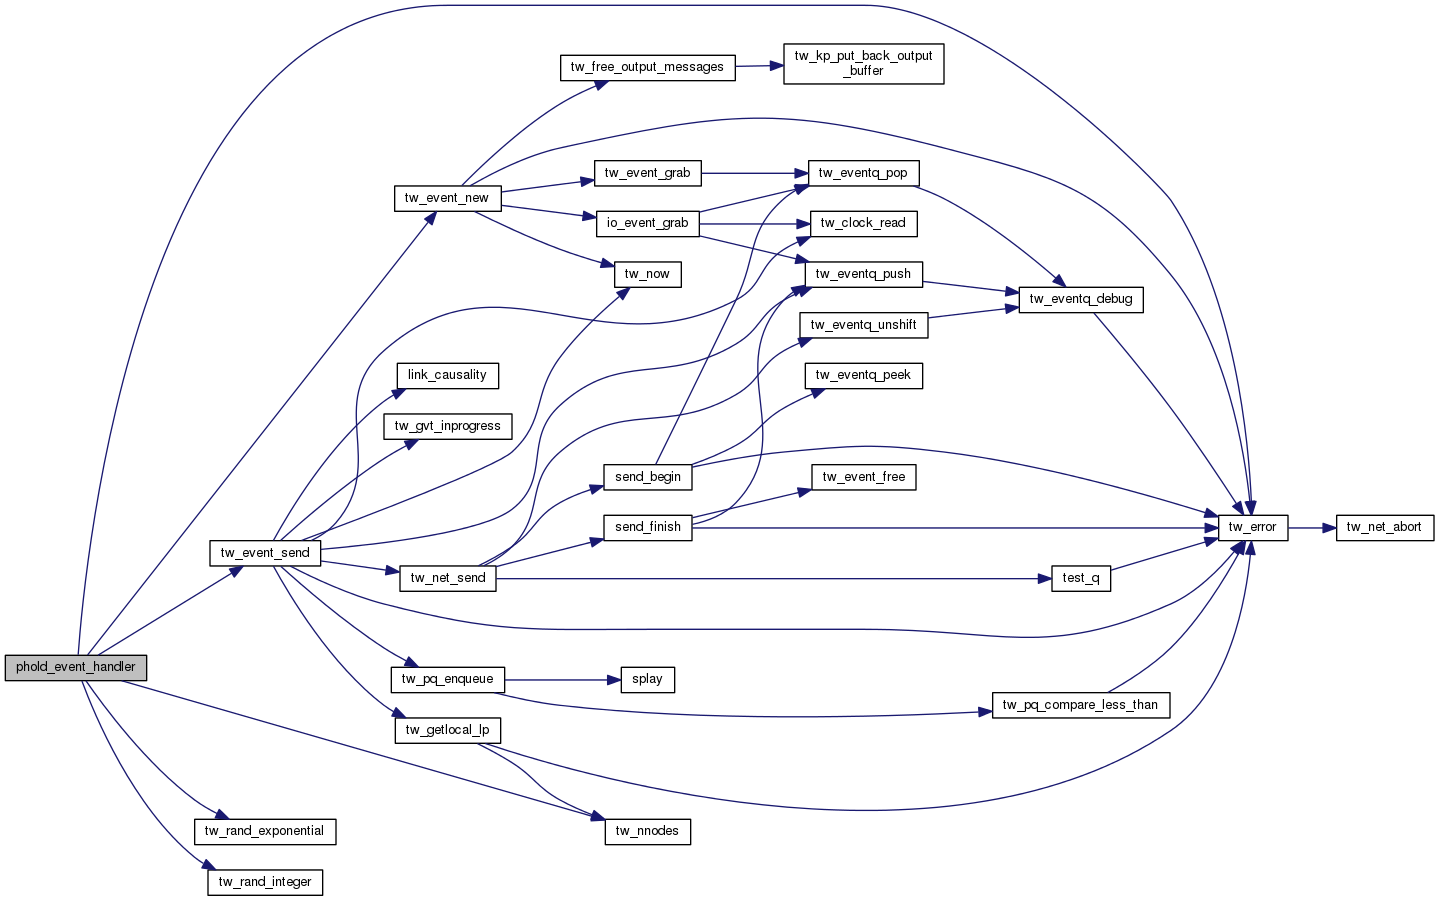 tw_kp_put_back_output
_buffer
tw_free_output_messages
tw_event_grab
tw_eventq_pop
tw_event_new
io_event_grab
tw_clock_read
tw_now
tw_eventq_push
tw_eventq_debug
tw_eventq_unshift
link_causality
tw_eventq_peek
tw_gvt_inprogress
send_begin
tw_event_free
send_finish
tw_error
tw_net_abort
tw_event_send
tw_net_send
test_q
phold_event_handler
tw_pq_enqueue
splay
tw_pq_compare_less_than
tw_getlocal_lp
tw_rand_exponential
tw_nnodes
tw_rand_integer